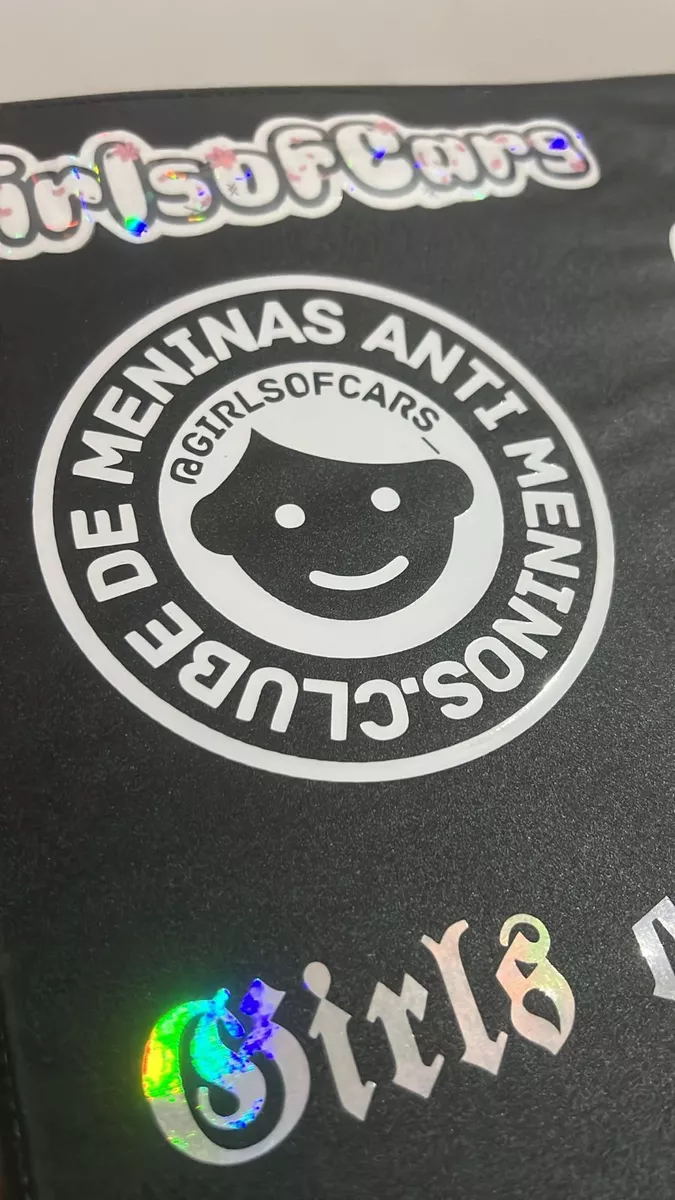 irlsofCars
CLUBE DE MENINAS ANTI MENINOS.
@GIRLSOFCARS_
Girls